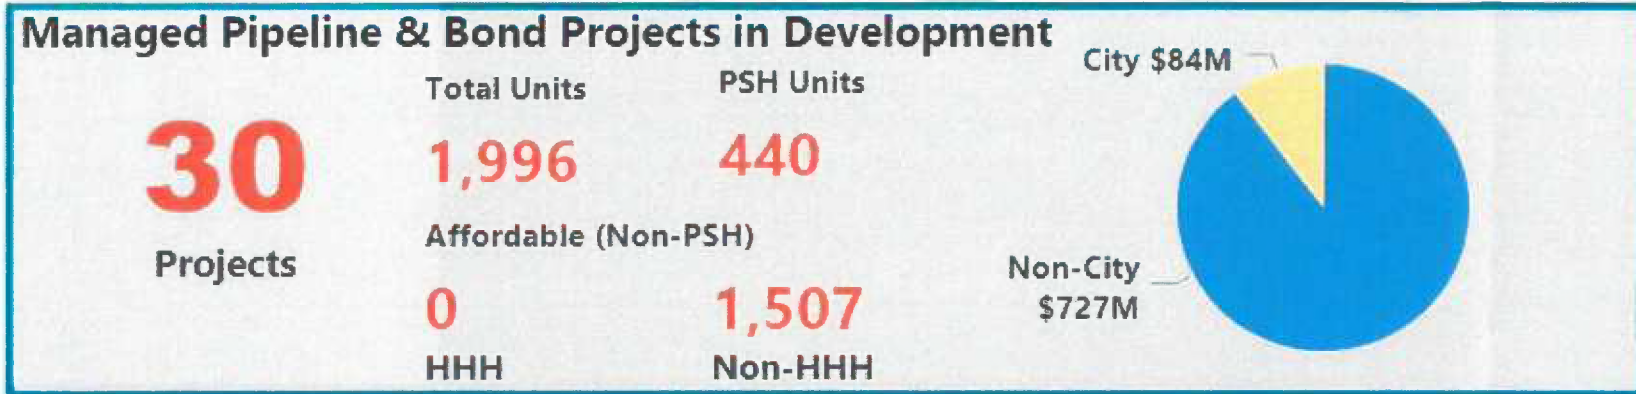 Managed Pipeline & Bond Projects in Development
30
Projects
Total Units
PSH Units
1,996
440
Affordable (Non-PSH)
0
1,507
HHH
Non-HHH
City $84M
Non-City
$727M